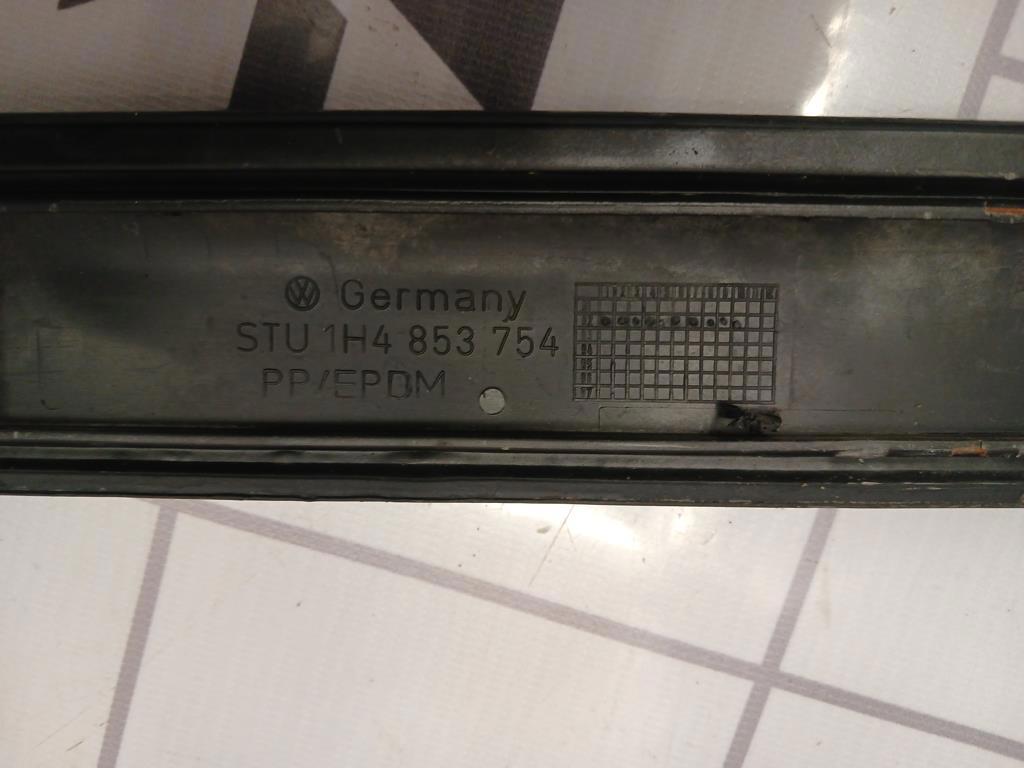 Germany
STU 1H4 853 754
PP/EPDM